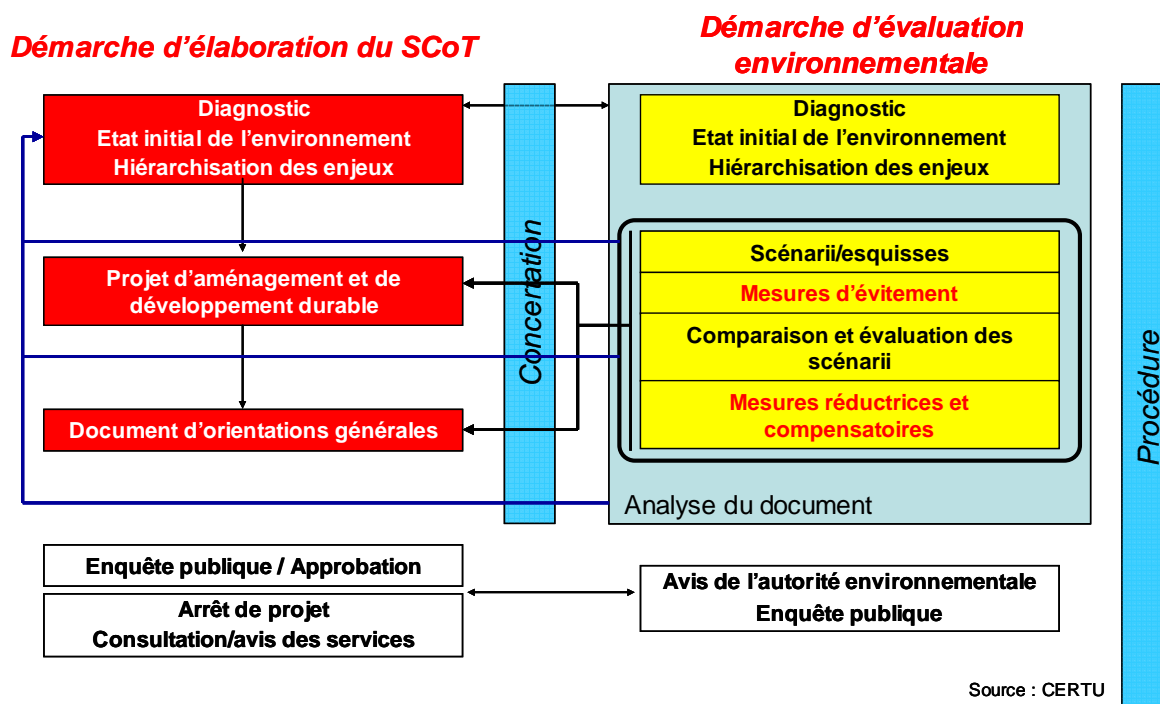 Démarche d'élaboration du SCoT
Démarche d'évaluation
environnementale
Diagnostic
Etat initial de l'environnement
Hiérarchisation des enjeux
Projet d'aménagement et de
développement durable
Document d'orientations générales
Concertation
Diagnostic
Etat initial de l'environnement
Hiérarchisation des enjeux
Scénarii/esquisses
Mesures d'évitement
Comparaison et évaluation des
scénarii
Mesures réductrices et
compensatoires
Analyse du document
Procédure
Enquête publique / Approbation
Arrêt de projet
Consultation/avis des services
Avis de l'autorité environnementale
Enquête publique
Source : CERTU